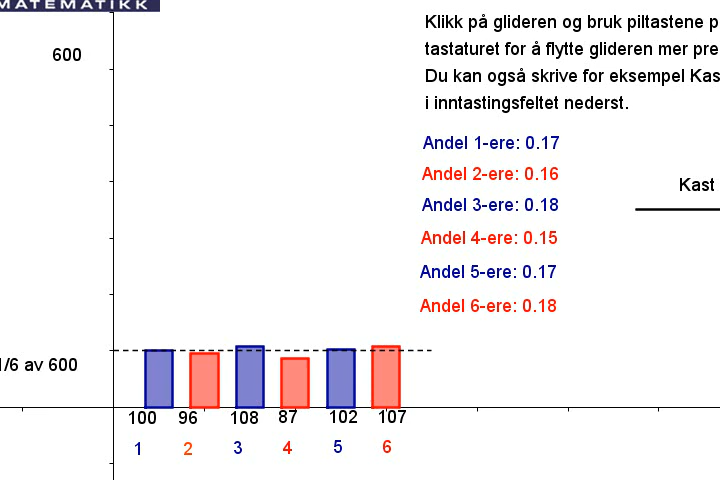 MATEMATIKK
Klikk på glideren og bruk piltastene
tastaturet for å flytte glideren mer
Du kan også skrive for eksempel
i inntastingsfeltet nederst.
600
Andel 1-ere: 0.17
Andel 2-ere: 0.16
Andel 3-ere: 0.18
Andel 4-ere: 0.15
Andel 5-ere: 0.17
Andel 6-ere: 0.18
Kast
1/6 av 600
100 96 108 87 102 107
1 2 3 4 5 6